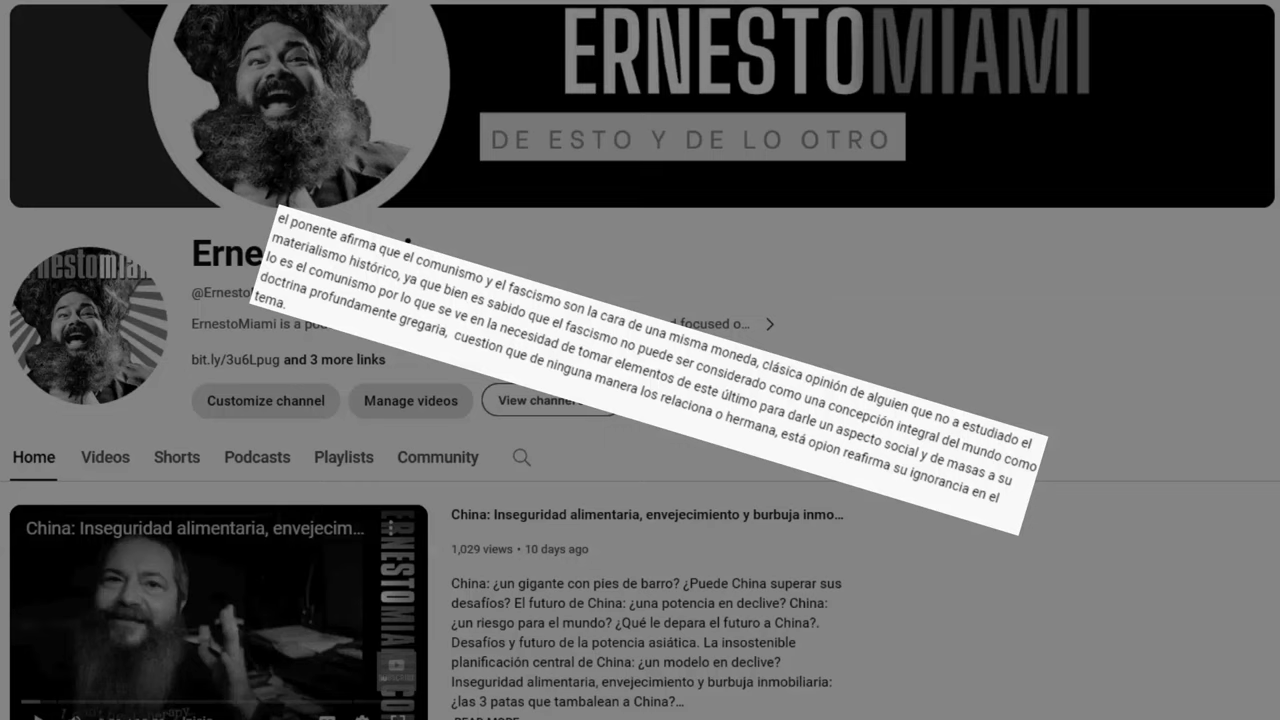 ERNESTOMIAMI
DE ESTO Y DE LO OTRO
el ponente afirma que el comunismo y el fascismo son la cara de una misma moneda, clásica opinión de alguien que no a estudiado el
materialismo histórico, ya que bien es sabido que el fascismo no puede ser considerado como una concepción integral del mundo como
lo es el comunismo por lo que se ve en la necesidad de tomar elementos de este último para darle un aspecto social y de masas a su
doctrina profundamente gregaria, cuestion que de ninguna manera los relaciona o hermana, está opion reafirma su ignorancia en el
tema.
Erne
@Ernesto
ErnestoMiami is a
focused o...
bit.ly/3u6Lpug and 3 more links
Customize channel
Manage videos
View channel
Home
Videos
Shorts
Podcasts
Playlists
Community
China: Inseguridad alimentaria, envejecim...
ERNESTOMIAMI.CO
China: Inseguridad alimentaria, envejecimiento y burbuja inmo...
1,029 views • 10 days ago
China: ¿un gigante con pies de barro? ¿Puede China superar sus
desafíos? El futuro de China: ¿una potencia en declive? China:
¿un riesgo para el mundo? ¿Qué le depara el futuro a China?.
Desafíos y futuro de la potencia asiática. La insostenible
planificación central de China: ¿un modelo en declive?
Inseguridad alimentaria, envejecimiento y burbuja inmobiliaria:
¿las 3 patas que tambalean a China?...
READ MORE